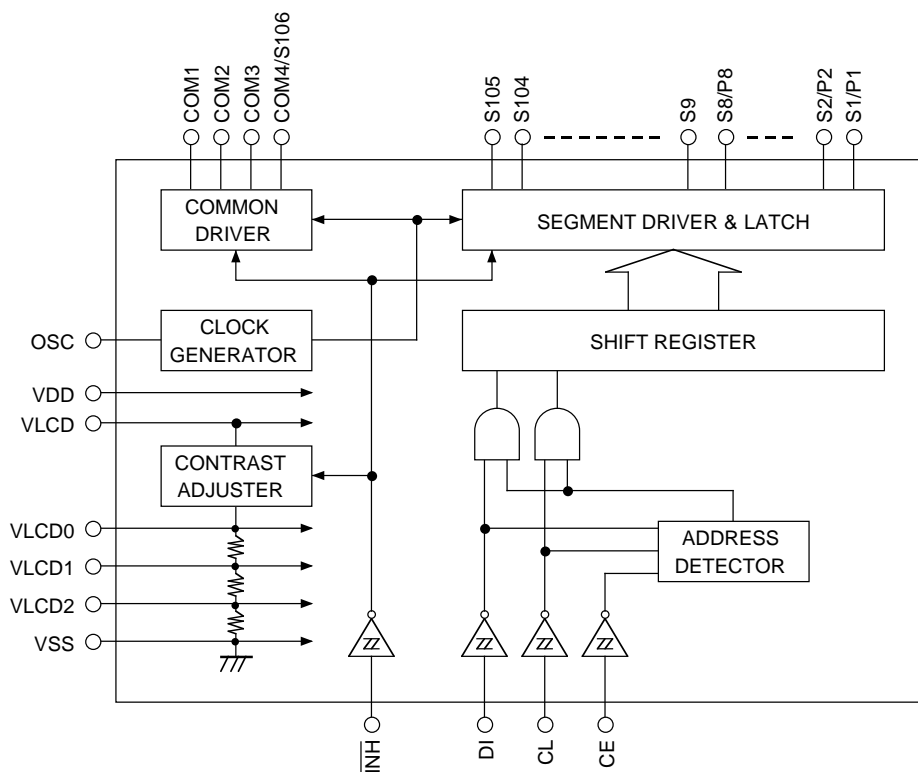 COM1
COM2
COM3
COM4/S106
S105
S104
S9
S8/P8
S2/P2
S1/P1
COMMON
DRIVER
SEGMENT DRIVER & LATCH
OSC
CLOCK
GENERATOR
SHIFT REGISTER
VDD
VLCD
CONTRAST
ADJUSTER
VLCD0
VLCD1
VLCD2
VSS
ADDRESS
DETECTOR
INH
DI
CL
CE